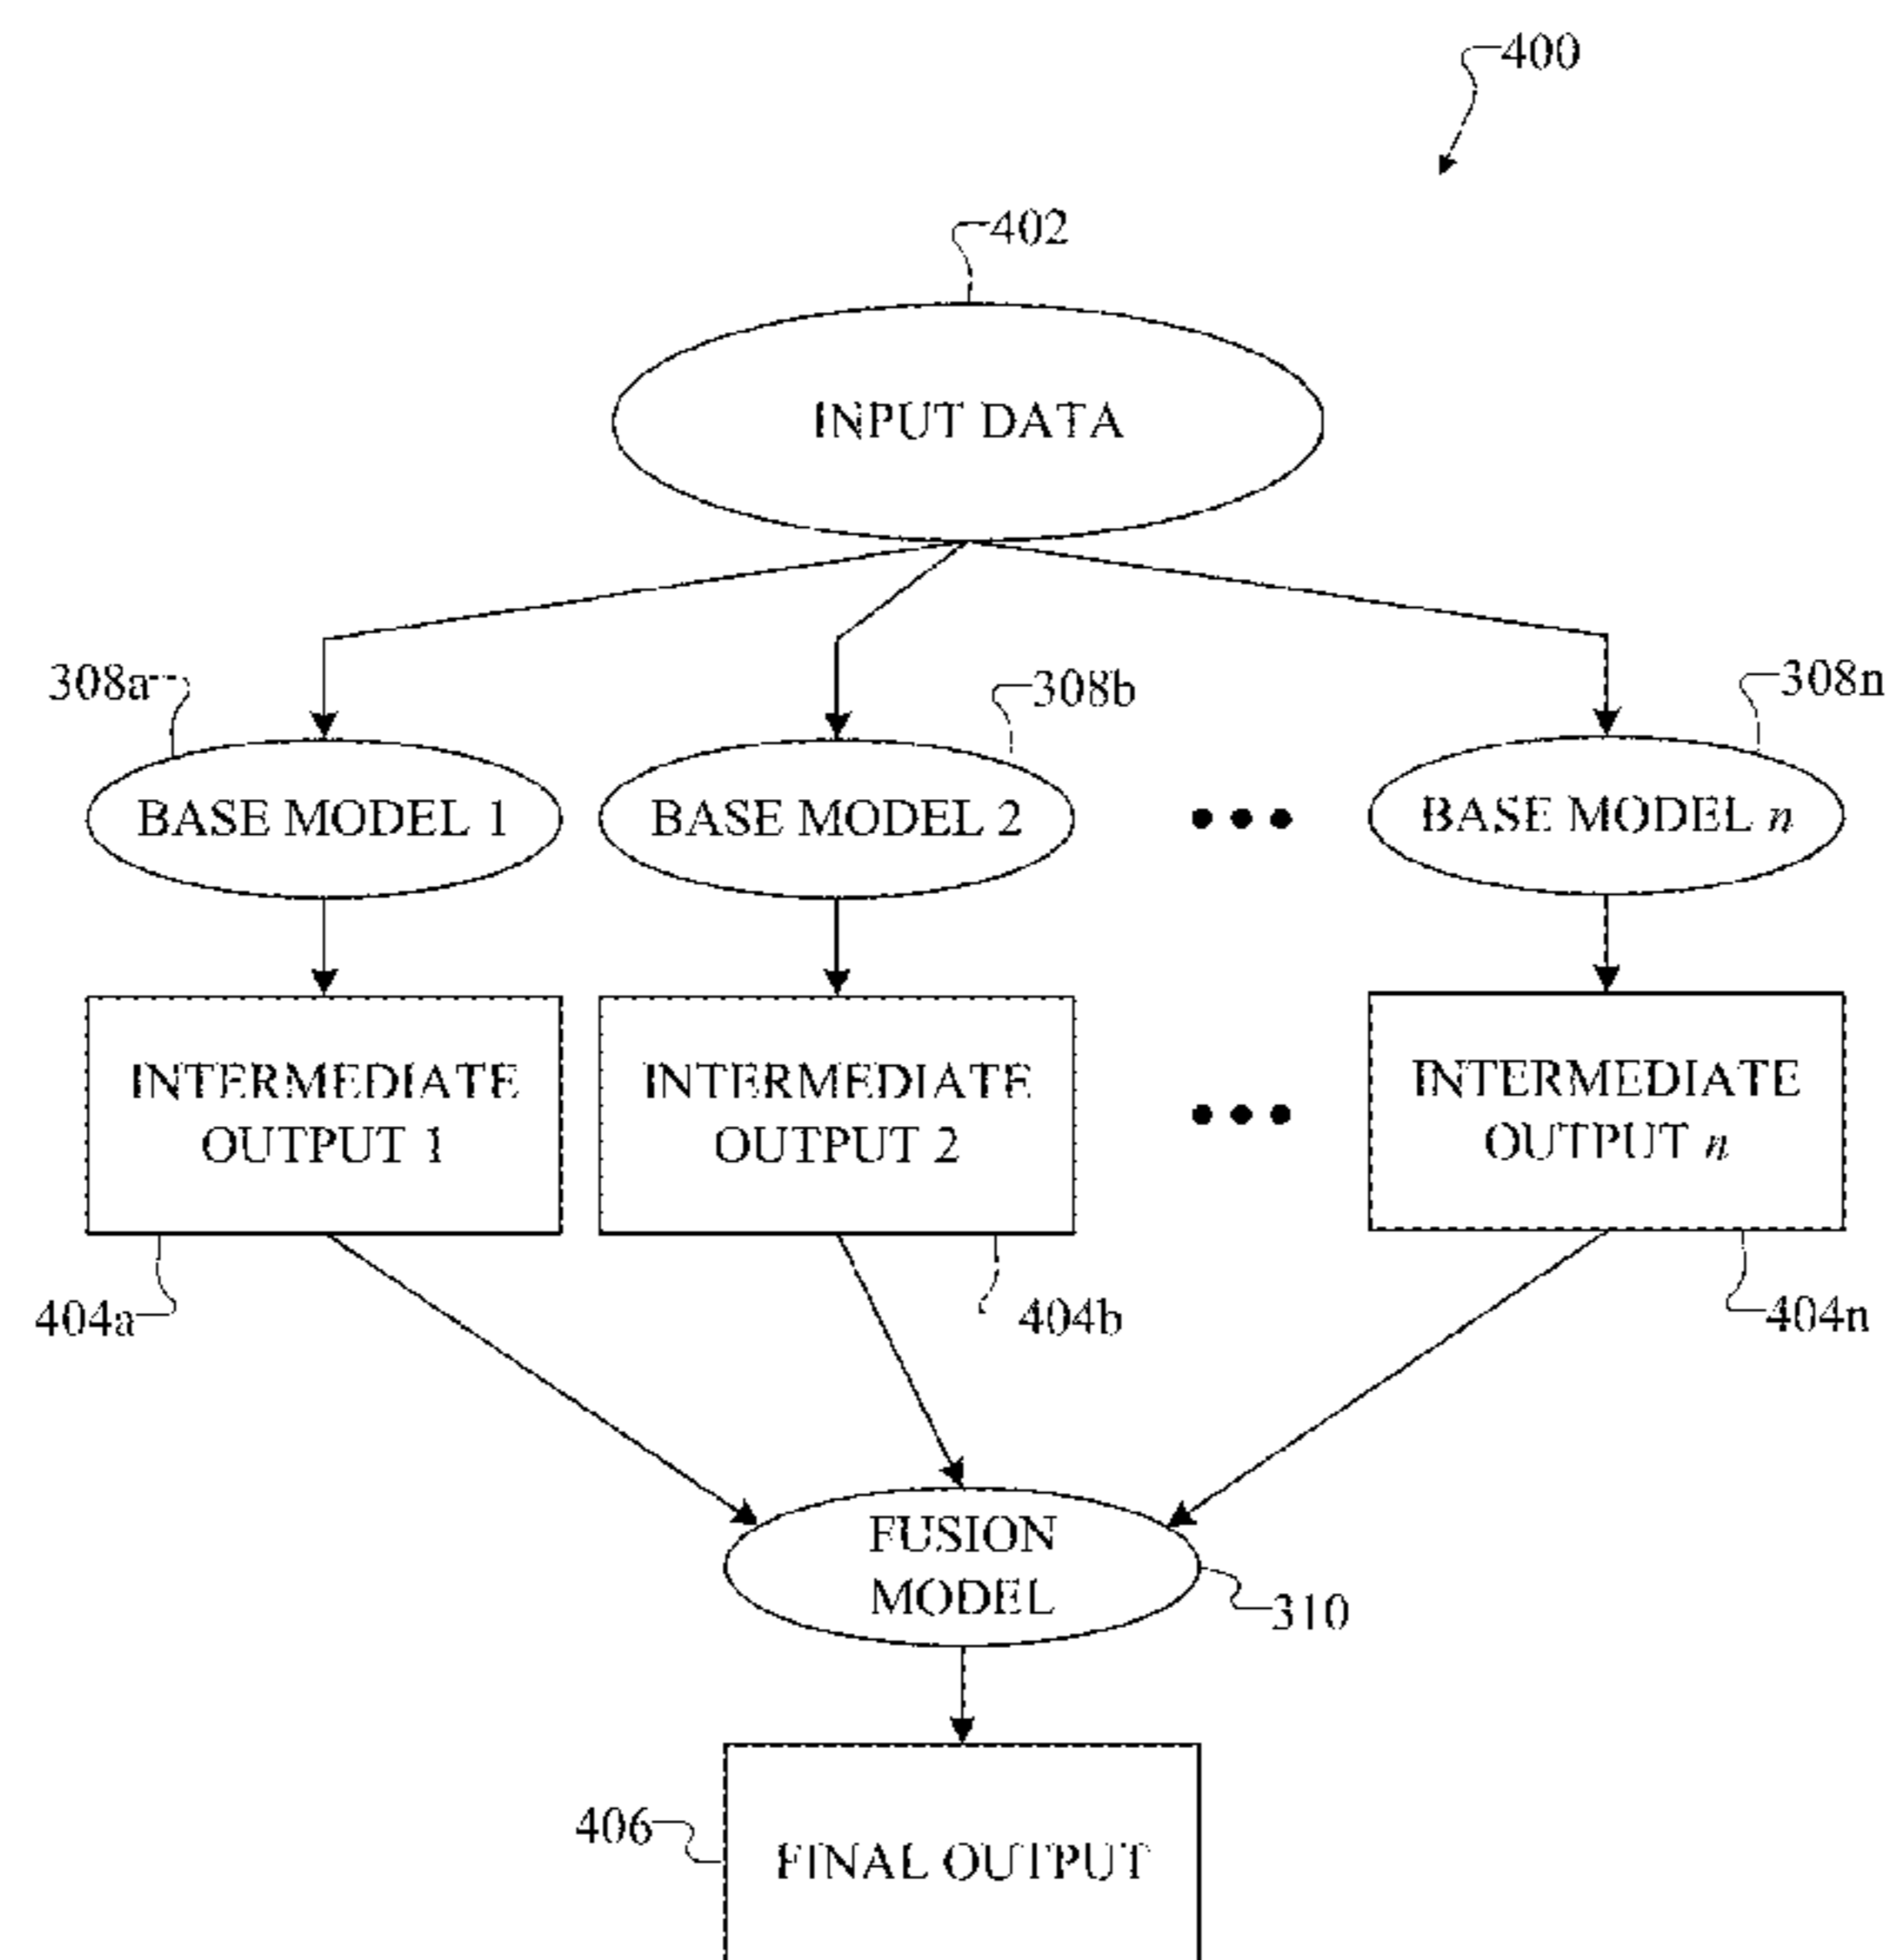 400
402
INPUT DATA
308a
308b
308n
BASE MODEL 1
BASE MODEL 2
BASE MODEL n
INTERMEDIATE
OUTPUT 1
INTERMEDIATE
OUTPUT 2
INTERMEDIATE
OUTPUT n
404a
404b
404n
FUSION
MODEL
310
406
FINAL OUTPUT